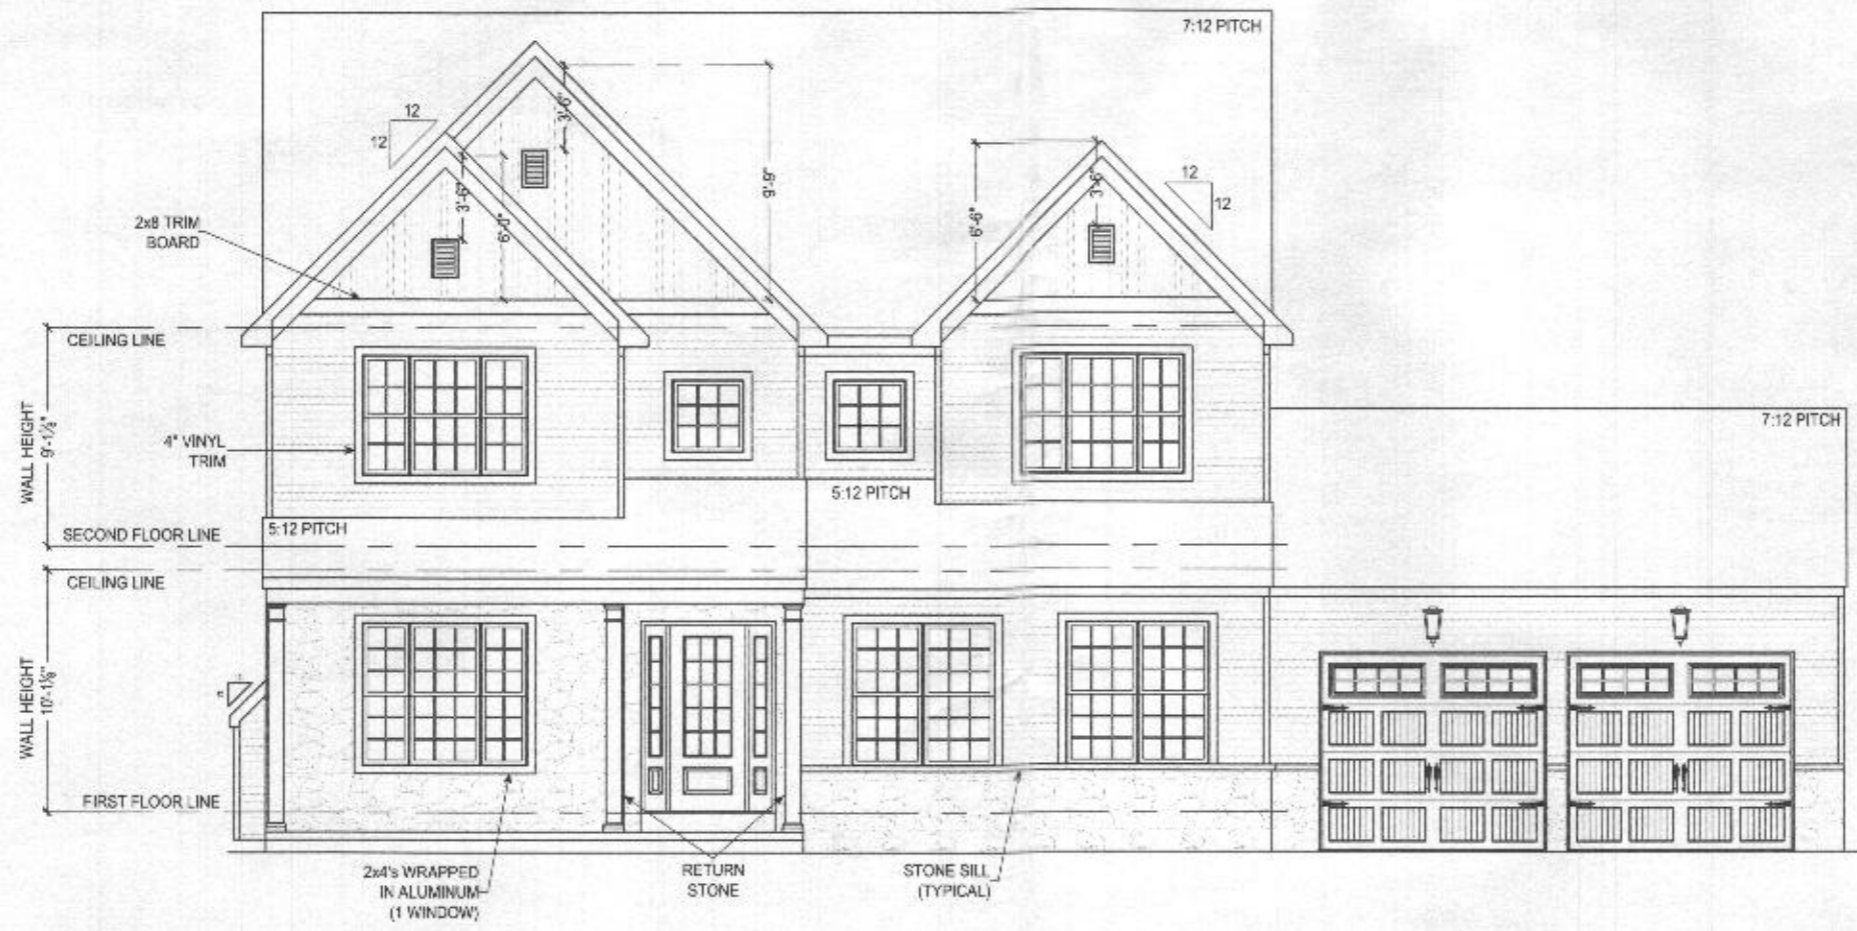 7:12 PITCH
12
12
3'-6"
9'-9"
3'-6"
6'-0"
6'-6"
3'-6"
12
12
2x8 TRIM
BOARD
CEILING LINE
WALL HEIGHT
9'-1⅛"
4" VINYL
TRIM
7:12 PITCH
5:12 PITCH
5:12 PITCH
SECOND FLOOR LINE
CEILING LINE
WALL HEIGHT
10'-1⅛"
FIRST FLOOR LINE
2x4's WRAPPED
IN ALUMINUM
(1 WINDOW)
RETURN
STONE
STONE SILL
(TYPICAL)